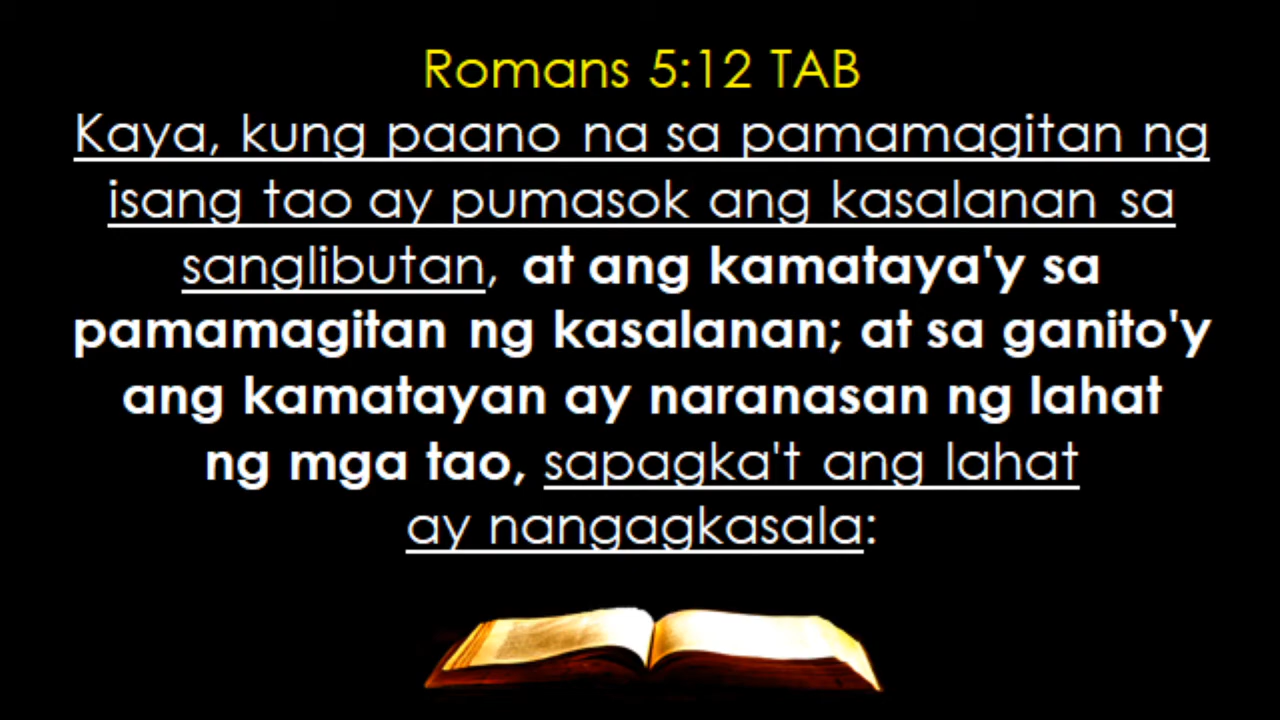 Romans 5:12 TAB
Kaya, kung paano na sa pamamagitan ng
isang tao ay pumasok ang kasalanan sa
sanglibutan, at ang kamataya'y sa
pamamagitan ng kasalanan; at sa ganito'y
ang kamatayan ay naranasan ng lahat
ng mga tao, sapagka't ang lahat
ay nangagkasala: